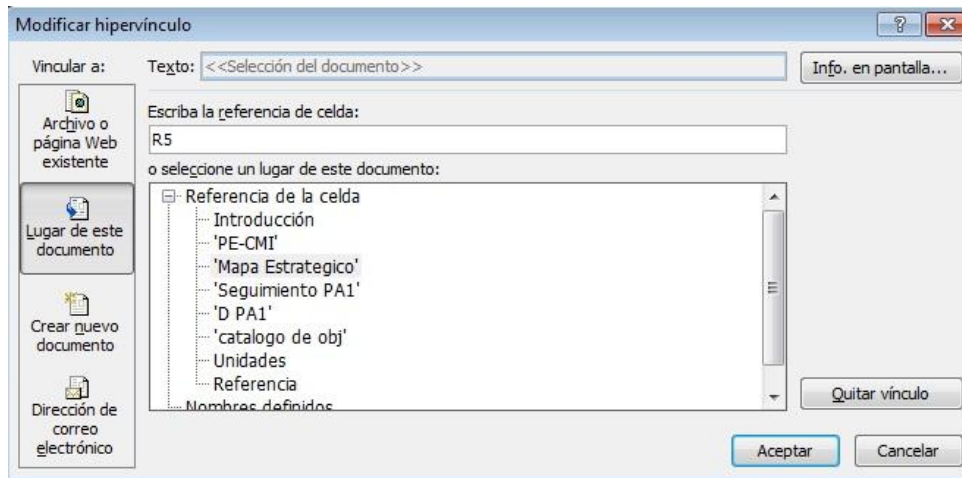 Modificar hipervínculo
Vincular a:
Texto: <<Selección del documento>>
Info. en pantalla...
Archivo o
página Web
existente
Escriba la referencia de celda:
R5
o seleccione un lugar de este documento:
Lugar de este
documento
Referencia de la celda
Introducción
'PE-CMI'
'Mapa Estrategico'
'Seguimiento PA1'
'D PA1'
'catalogo de obj'
Unidades
Referencia
Nombres definidos
Crear nuevo
documento
Dirección de
correo
electrónico
Quitar vínculo
Aceptar
Cancelar